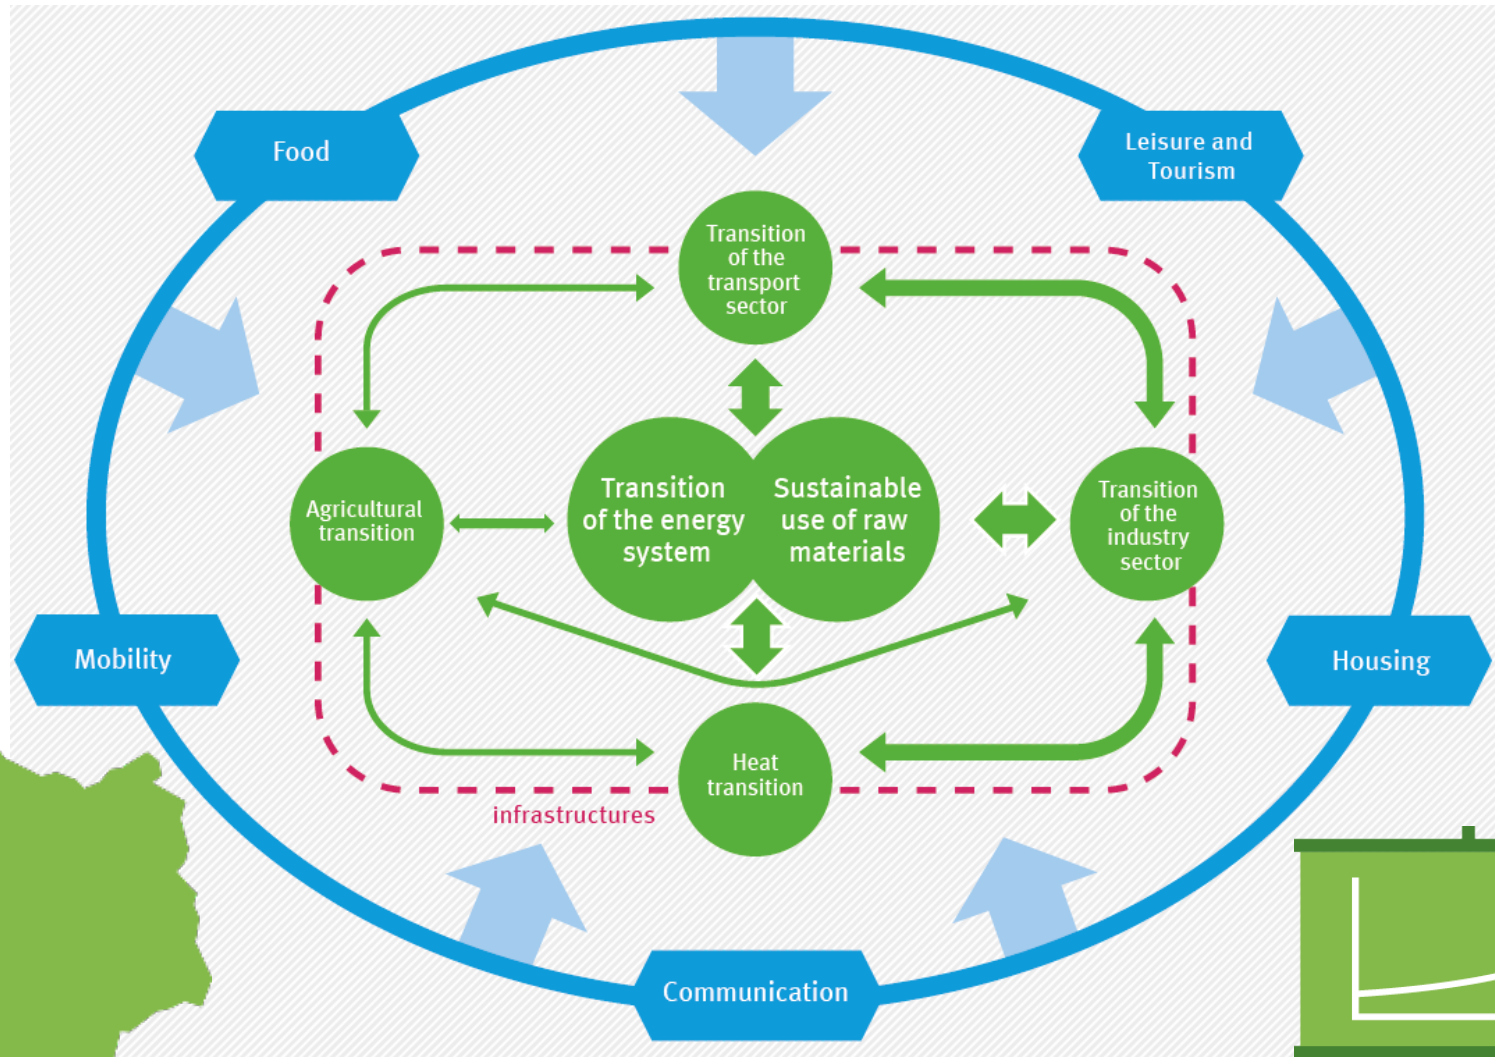 Food
Leisure and
Tourism
Transition
of the
transport
sector
Agricultural
transition
Transition
of the energy
system
Sustainable
use of raw
materials
Transition
of the
industry
sector
Mobility
Housing
Heat
transition
infrastructures
Communication